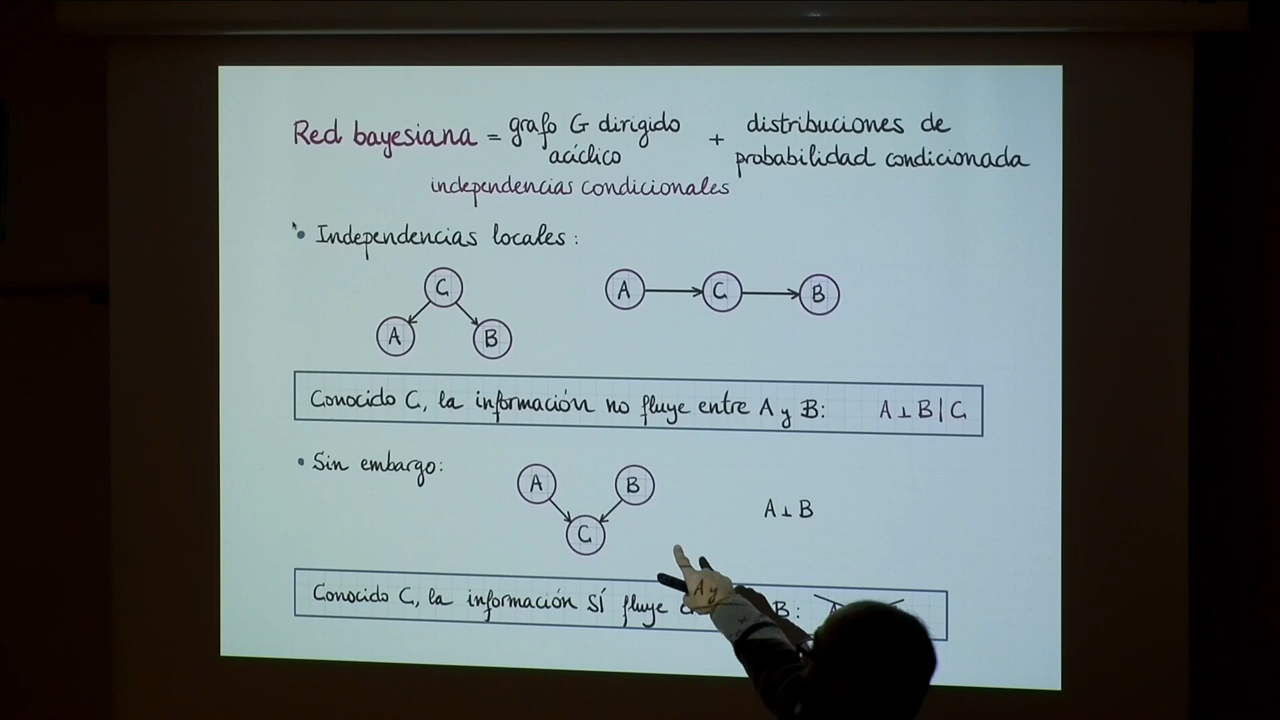 Red bayesiana = grafo G dirigido acíclico + distribuciones de probabilidad condicionada
independencias condicionales
• Independencias locales:
C
A
B
A
C
B
Conocido C, la información no fluye entre A y B: A ⊥ B | C
• Sin embargo:
A
B
C
A ⊥ B
Conocido C, la información SÍ fluye A y B: